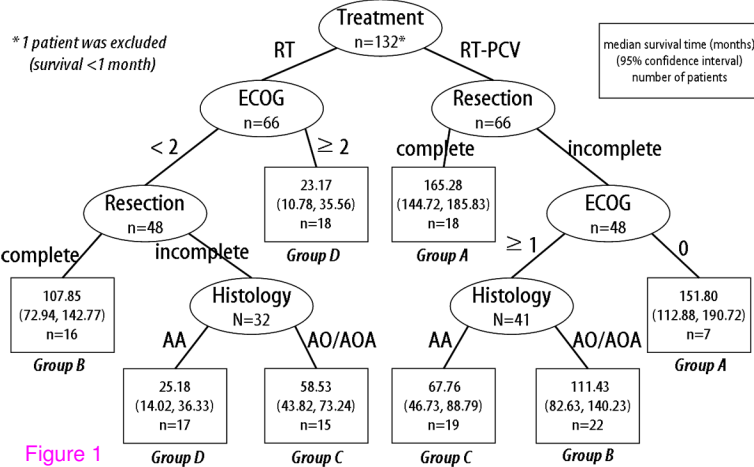 Treatment
n=132*
* 1 patient was excluded
(survival <1 month)
RT
RT-PCV
median survival time (months)
(95% confidence interval)
number of patients
ECOG
n=66
Resection
n=66
< 2
≥ 2
complete
incomplete
23.17
(10.78, 35.56)
n=18
Group D
165.28
(144.72, 185.83)
n=18
Group A
Resection
n=48
ECOG
n=48
complete
incomplete
≥ 1
0
107.85
(72.94, 142.77)
n=16
Group B
Histology
N=32
Histology
N=41
151.80
(112.88, 190.72)
n=7
Group A
AA
AO/AOA
AA
AO/AOA
25.18
(14.02, 36.33)
n=17
Group D
58.53
(43.82, 73.24)
n=15
Group C
67.76
(46.73, 88.79)
n=19
Group C
111.43
(82.63, 140.23)
n=22
Group B
Figure 1